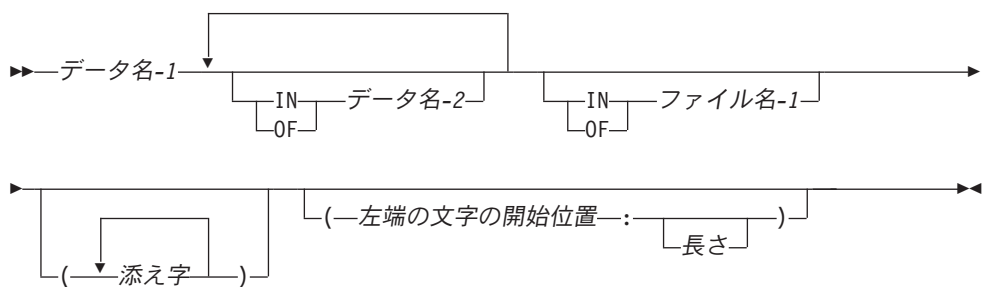 データ名-1
IN データ名-2 IN ファイル名-1
OF OF
(左端の文字の開始位置: )
長さ
(添え字)